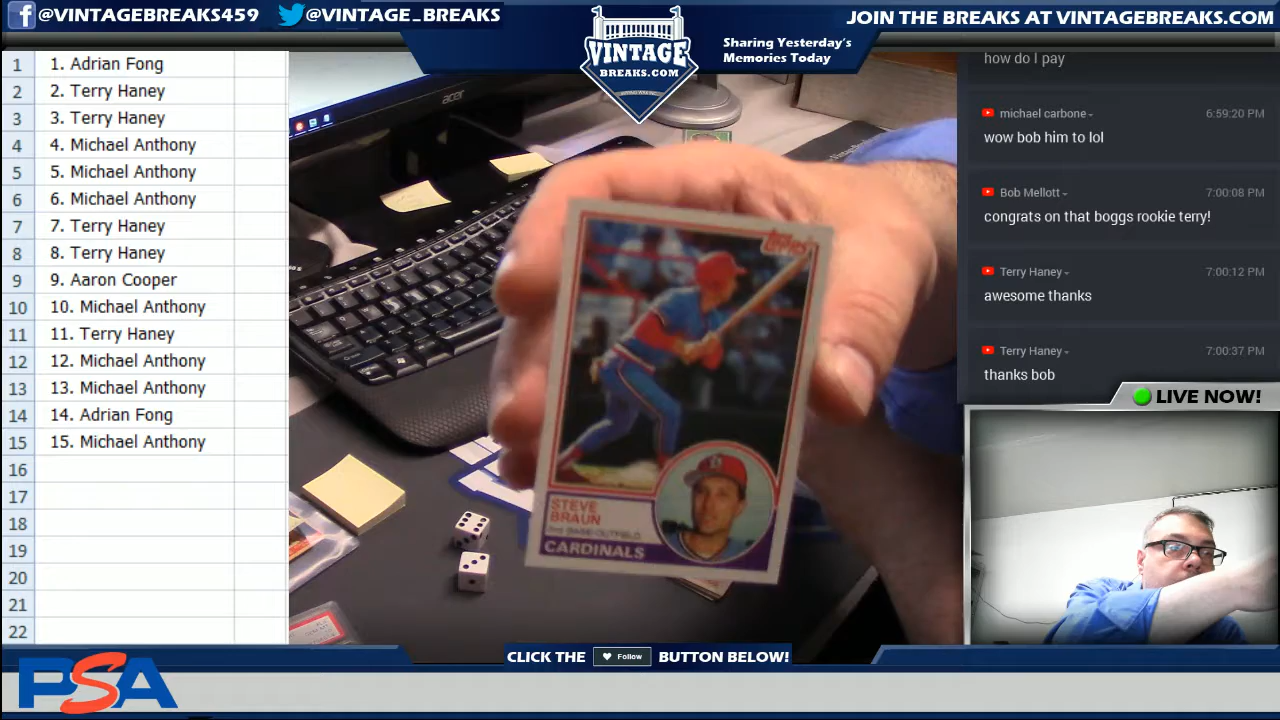 @VINTAGEBREAKS459
@VINTAGE_BREAKS
VINTAGE
BREAKS.COM
Sharing Yesterday's
Memories Today
JOIN THE BREAKS AT VINTAGEBREAKS.COM
1 1. Adrian Fong
2 2. Terry Haney
3 3. Terry Haney
4 4. Michael Anthony
5 5. Michael Anthony
6 6. Michael Anthony
7 7. Terry Haney
8 8. Terry Haney
9 9. Aaron Cooper
10 10. Michael Anthony
11 11. Terry Haney
12 12. Michael Anthony
13 13. Michael Anthony
14 14. Adrian Fong
15 15. Michael Anthony
16
17
18
19
20
21
22
acer
Topps
STEVE
BRAUN
CARDINALS
how do I pay
michael carbone 6:59:20 PM
wow bob him to lol
Bob Mellott 7:00:08 PM
congrats on that boggs rookie terry!
Terry Haney 7:00:12 PM
awesome thanks
Terry Haney 7:00:37 PM
thanks bob
LIVE NOW!
CLICK THE Follow BUTTON BELOW!
PSA